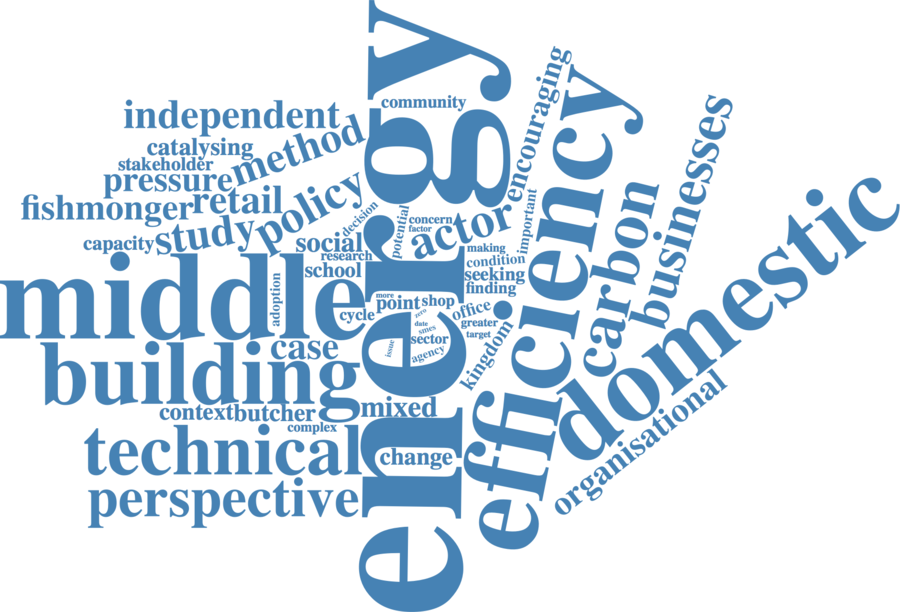 energy
efficiency
domestic
middle
building
technical
perspective
independent
catalysing
stakeholder
pressure
method
fishmonger
retail
capacity
study
policy
community
encouraging
businesses
carbon
organisational
actor
social
research
school
decision
potential
concern
factor
important
making
condition
seeking
finding
adoption
more
point
shop
cycle
zero
date
smes
sector
agency
issue
office
greater
target
kingdom
case
context
butcher
complex
mixed
change